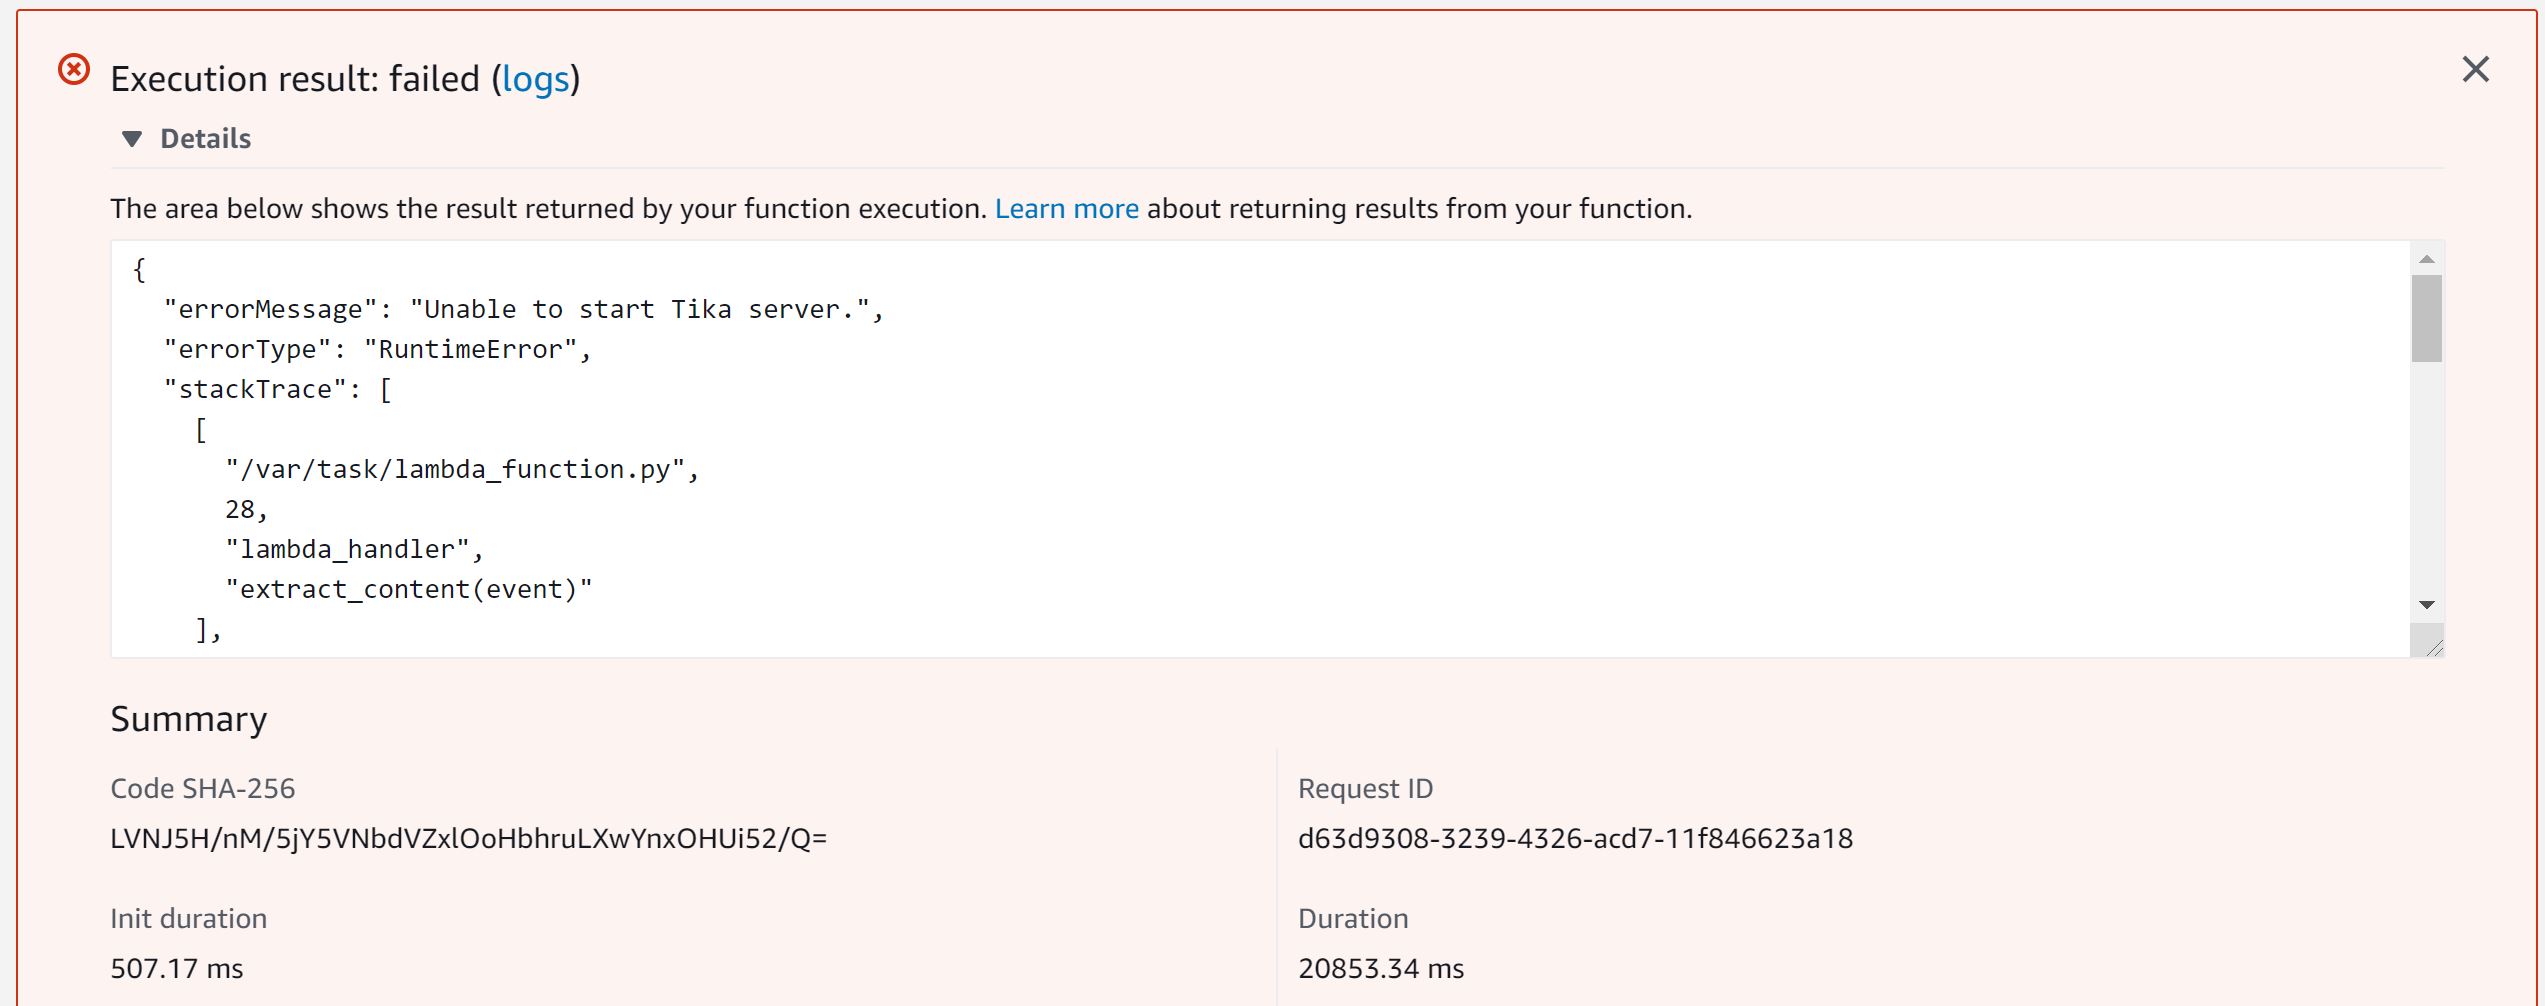 Execution result: failed (logs)
Details
The area below shows the result returned by your function execution. Learn more about returning results from your function.
{
"errorMessage": "Unable to start Tika server.",
"errorType": "RuntimeError",
"stackTrace": [
[
"/var/task/lambda_function.py",
28,
"lambda_handler",
"extract_content(event)"
],
Summary
Code SHA-256
LVNJ5H/nM/5jY5VNbdVZxlOoHbhruLXwYnxOHUi52/Q=
Request ID
d63d9308-3239-4326-acd7-11f846623a18
Init duration
507.17 ms
Duration
20853.34 ms